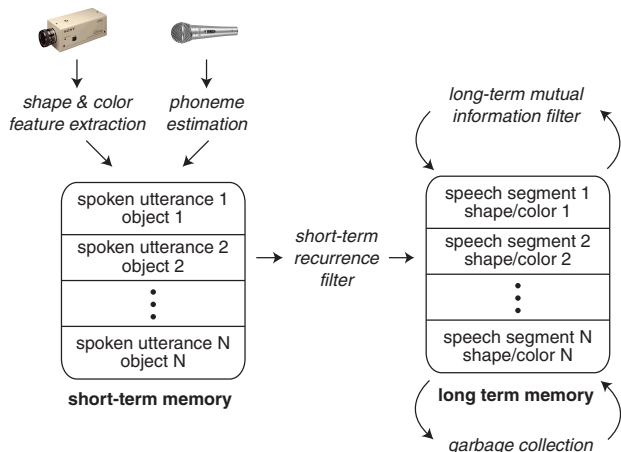 shape & color
feature extraction
phoneme
estimation
spoken utterance 1
object 1
spoken utterance 2
object 2
spoken utterance N
object N
short-term memory
short-term
recurrence
filter
long-term mutual
information filter
speech segment 1
shape/color 1
speech segment 2
shape/color 2
speech segment N
shape/color N
long term memory
garbage collection